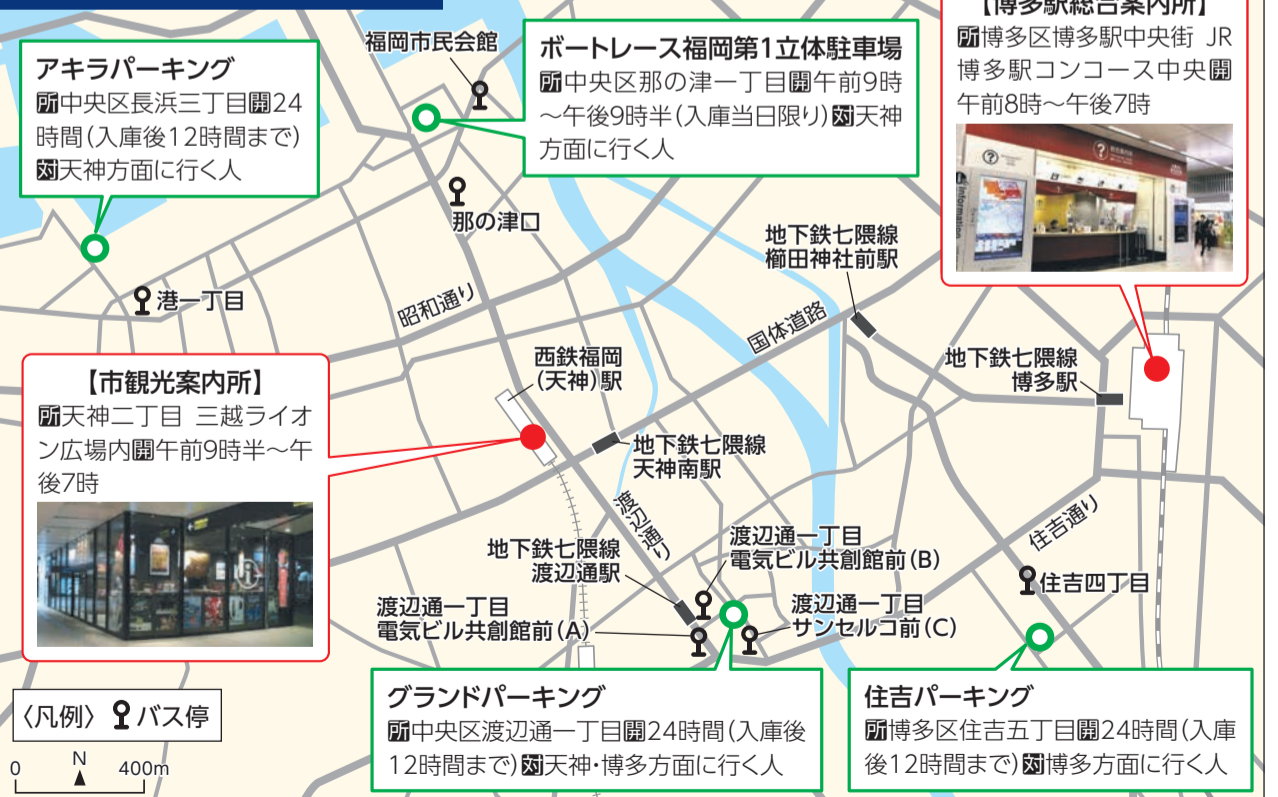 福岡市民会館
アキラパーキング
所中央区長浜三丁目開24
時間(入庫後12時間まで)
対天神方面に行く人
ボートレース福岡第1立体駐車場
所中央区那の津一丁目開午前9時
~午後9時半(入庫当日限り)対天神
方面に行く人
【博多駅総合案内所】
所博多区博多駅中央街 JR
博多駅コンコース中央開
午前8時~午後7時
?
?
Information
那の津口
港一丁目
昭和通り
地下鉄七隈線
櫛田神社前駅
国体道路
西鉄福岡
(天神)駅
地下鉄七隈線
博多駅
【市観光案内所】
所天神二丁目 三越ライオ
ン広場内開午前9時半~午
後7時
地下鉄七隈線
天神南駅
渡辺通り
住吉通り
地下鉄七隈線
渡辺通駅
渡辺通一丁目
電気ビル共創館前(B)
住吉四丁目
渡辺通一丁目
電気ビル共創館前(A)
渡辺通一丁目
サンセルコ前(C)
グランドパーキング
所中央区渡辺通一丁目開24時間(入庫後
12時間まで)対天神・博多方面に行く人
住吉パーキング
所博多区住吉五丁目開24時間(入庫
後12時間まで)対博多方面に行く人
〈凡例〉 バス停
0 N 400m